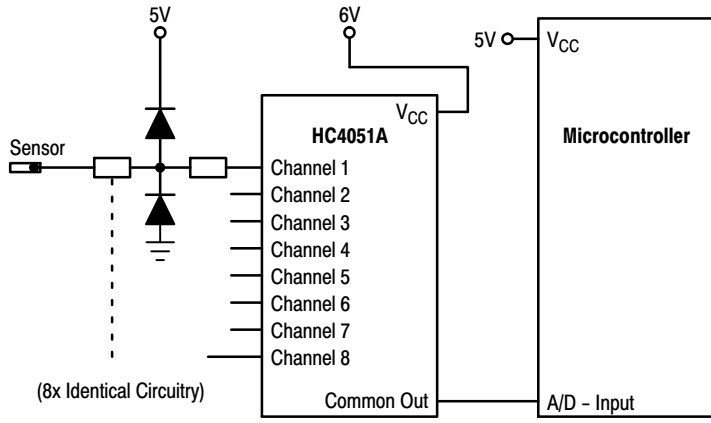 5V
6V
5V
VCC
VCC
HC4051A
Microcontroller
Sensor
Channel 1
Channel 2
Channel 3
Channel 4
Channel 5
Channel 6
Channel 7
Channel 8
(8x Identical Circuitry)
Common Out
A/D – Input